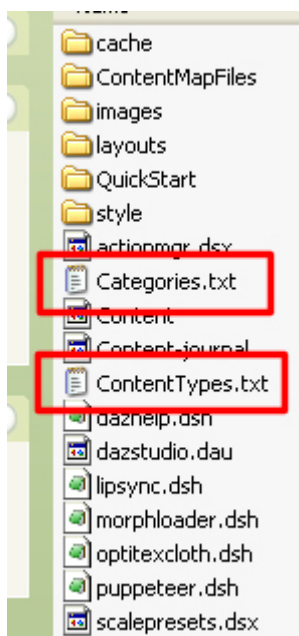 Name
cache
ContentMapFiles
images
layouts
QuickStart
style
actionmgr.dsx
Categories.txt
Content
Content-journal
ContentTypes.txt
dazhelp.dsh
dazstudio.dau
lipsync.dsh
morphloader.dsh
optitexcloth.dsh
puppeteer.dsh
scalepresets.dsx